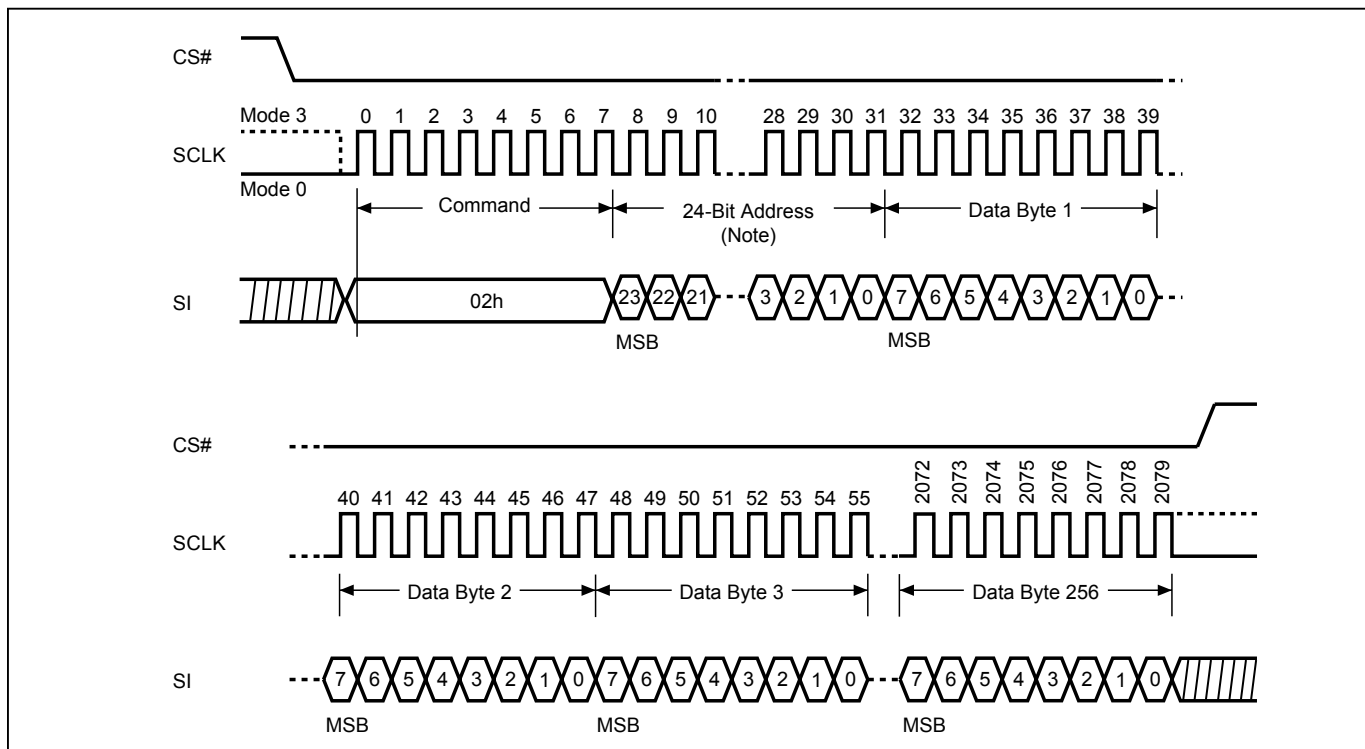 CS#
Mode 3
0 1 2 3 4 5 6 7 8 9 10 28 29 30 31 32 33 34 35 36 37 38 39
SCLK
Mode 0
Command
24-Bit Address
(Note)
Data Byte 1
SI
02h
23 22 21 3 2 1 0 7 6 5 4 3 2 1 0
MSB MSB
CS#
40 41 42 43 44 45 46 47 48 49 50 51 52 53 54 55 2072 2073 2074 2075 2076 2077 2078 2079
SCLK
Data Byte 2 Data Byte 3 Data Byte 256
SI
7 6 5 4 3 2 1 0 7 6 5 4 3 2 1 0 7 6 5 4 3 2 1 0
MSB MSB MSB